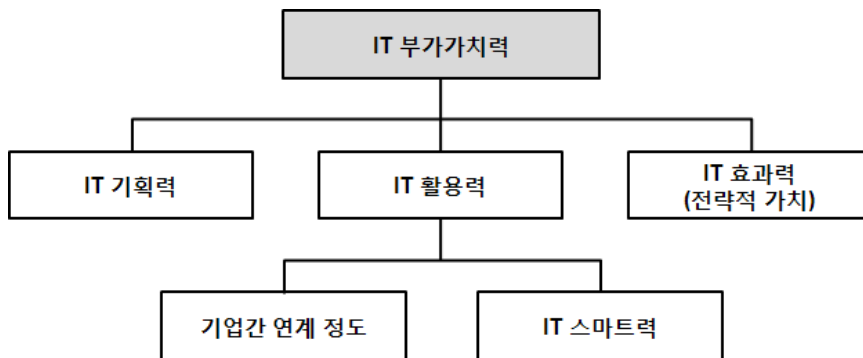 IT 부가가치력
IT 기획력
IT 활용력
IT 효과력
(전략적 가치)
기업간 연계 정도
IT 스마트력